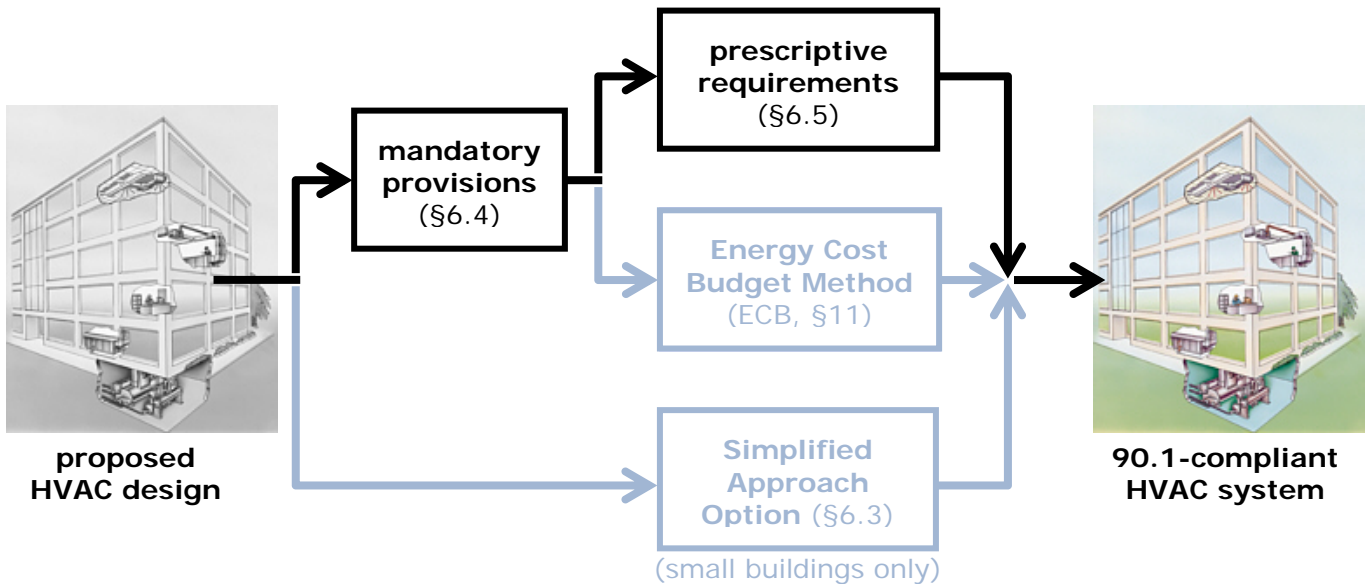 proposed
HVAC design
mandatory
provisions
(§6.4)
prescriptive
requirements
(§6.5)
Energy Cost
Budget Method
(ECB, §11)
Simplified
Approach
Option (§6.3)
(small buildings only)
90.1-compliant
HVAC system